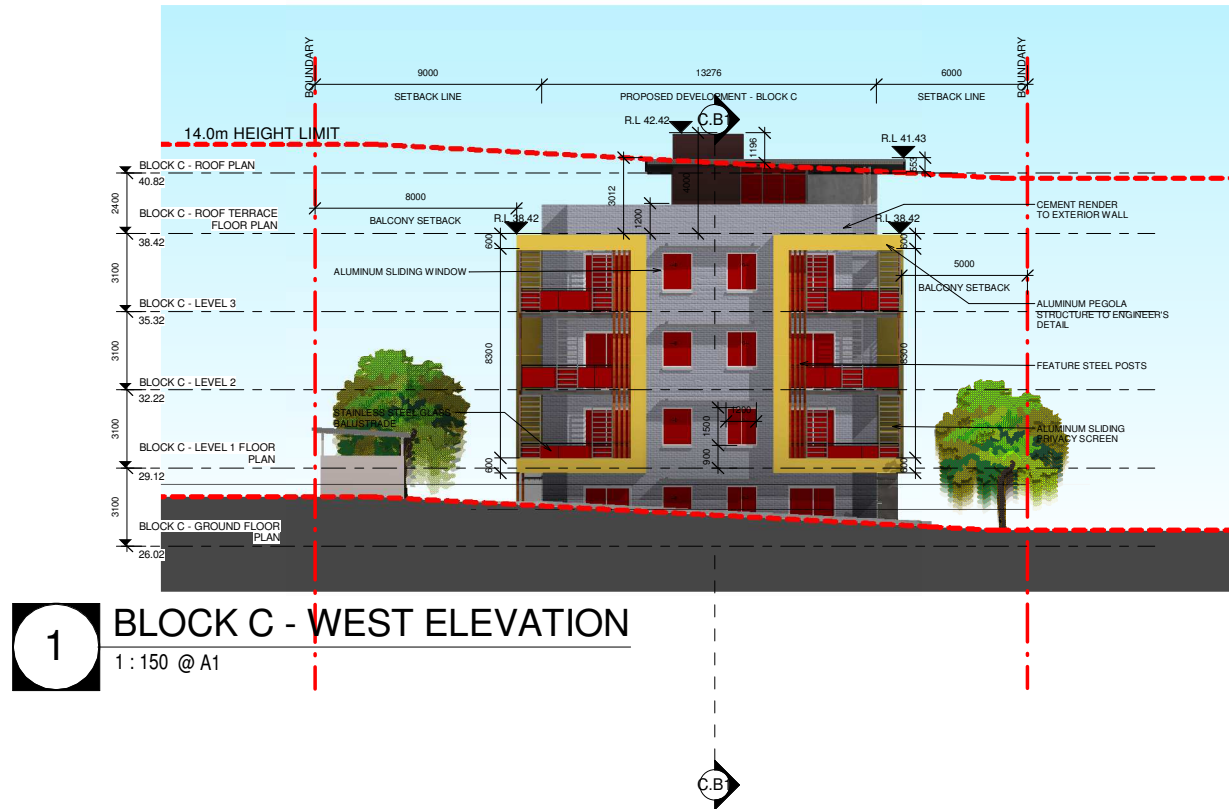 BOUNDARY
BOUNDARY
9000
13276
6000
SETBACK LINE
PROPOSED DEVELOPMENT - BLOCK C
SETBACK LINE
C.B1
R.L 42.42
14.0m HEIGHT LIMIT
R.L 41.43
1196
553
BLOCK C - ROOF PLAN
40.82
4000
3012
2400
8000
1200
BLOCK C - ROOF TERRACE
FLOOR PLAN
38.42
BALCONY SETBACK
R.L 38.42
R.L 38.42
CEMENT RENDER
TO EXTERIOR WALL
600
600
3100
ALUMINUM SLIDING WINDOW
5000
BALCONY SETBACK
BLOCK C - LEVEL 3
35.32
ALUMINUM PEGOLA
STRUCTURE TO ENGINEER'S
DETAIL
3100
8300
8300
FEATURE STEEL POSTS
BLOCK C - LEVEL 2
32.22
3100
STAINLESS STEEL GLASS
BALUSTRADE
1200
1500
ALUMINUM SLIDING
PRIVACY SCREEN
BLOCK C - LEVEL 1 FLOOR
PLAN
29.12
900
600
600
3100
BLOCK C - GROUND FLOOR
PLAN
26.02
1
BLOCK C - WEST ELEVATION
1 : 150 @ A1
C.B1